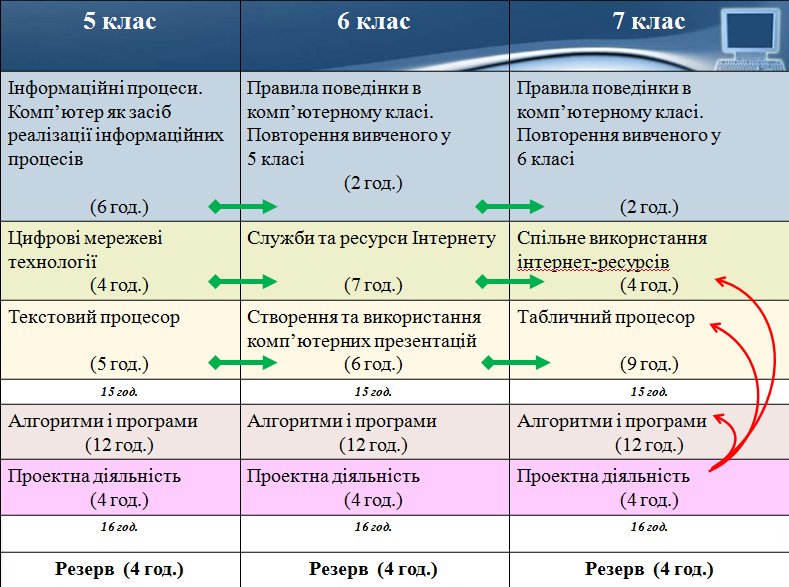 5 клас
6 клас
7 клас
Інформаційні процеси.
Комп’ютер як засіб
реалізації інформаційних
процесів
(6 год.)
Правила поведінки в
комп’ютерному класі.
Повторення вивченого у
5 класі
(2 год.)
Правила поведінки в
комп’ютерному класі.
Повторення вивченого у
6 класі
(2 год.)
Цифрові мережеві
технології
(4 год.)
Служби та ресурси Інтернету
(7 год.)
Спільне використання
інтернет-ресурсів
(4 год.)
Текстовий процесор
(5 год.)
Створення та використання
комп’ютерних презентацій
(6 год.)
Табличний процесор
(9 год.)
15 год.
15 год.
15 год.
Алгоритми і програми
(12 год.)
Алгоритми і програми
(12 год.)
Алгоритми і програми
(12 год.)
Проектна діяльність
(4 год.)
Проектна діяльність
(4 год.)
Проектна діяльність
(4 год.)
16 год.
16 год.
16 год.
Резерв (4 год.)
Резерв (4 год.)
Резерв (4 год.)